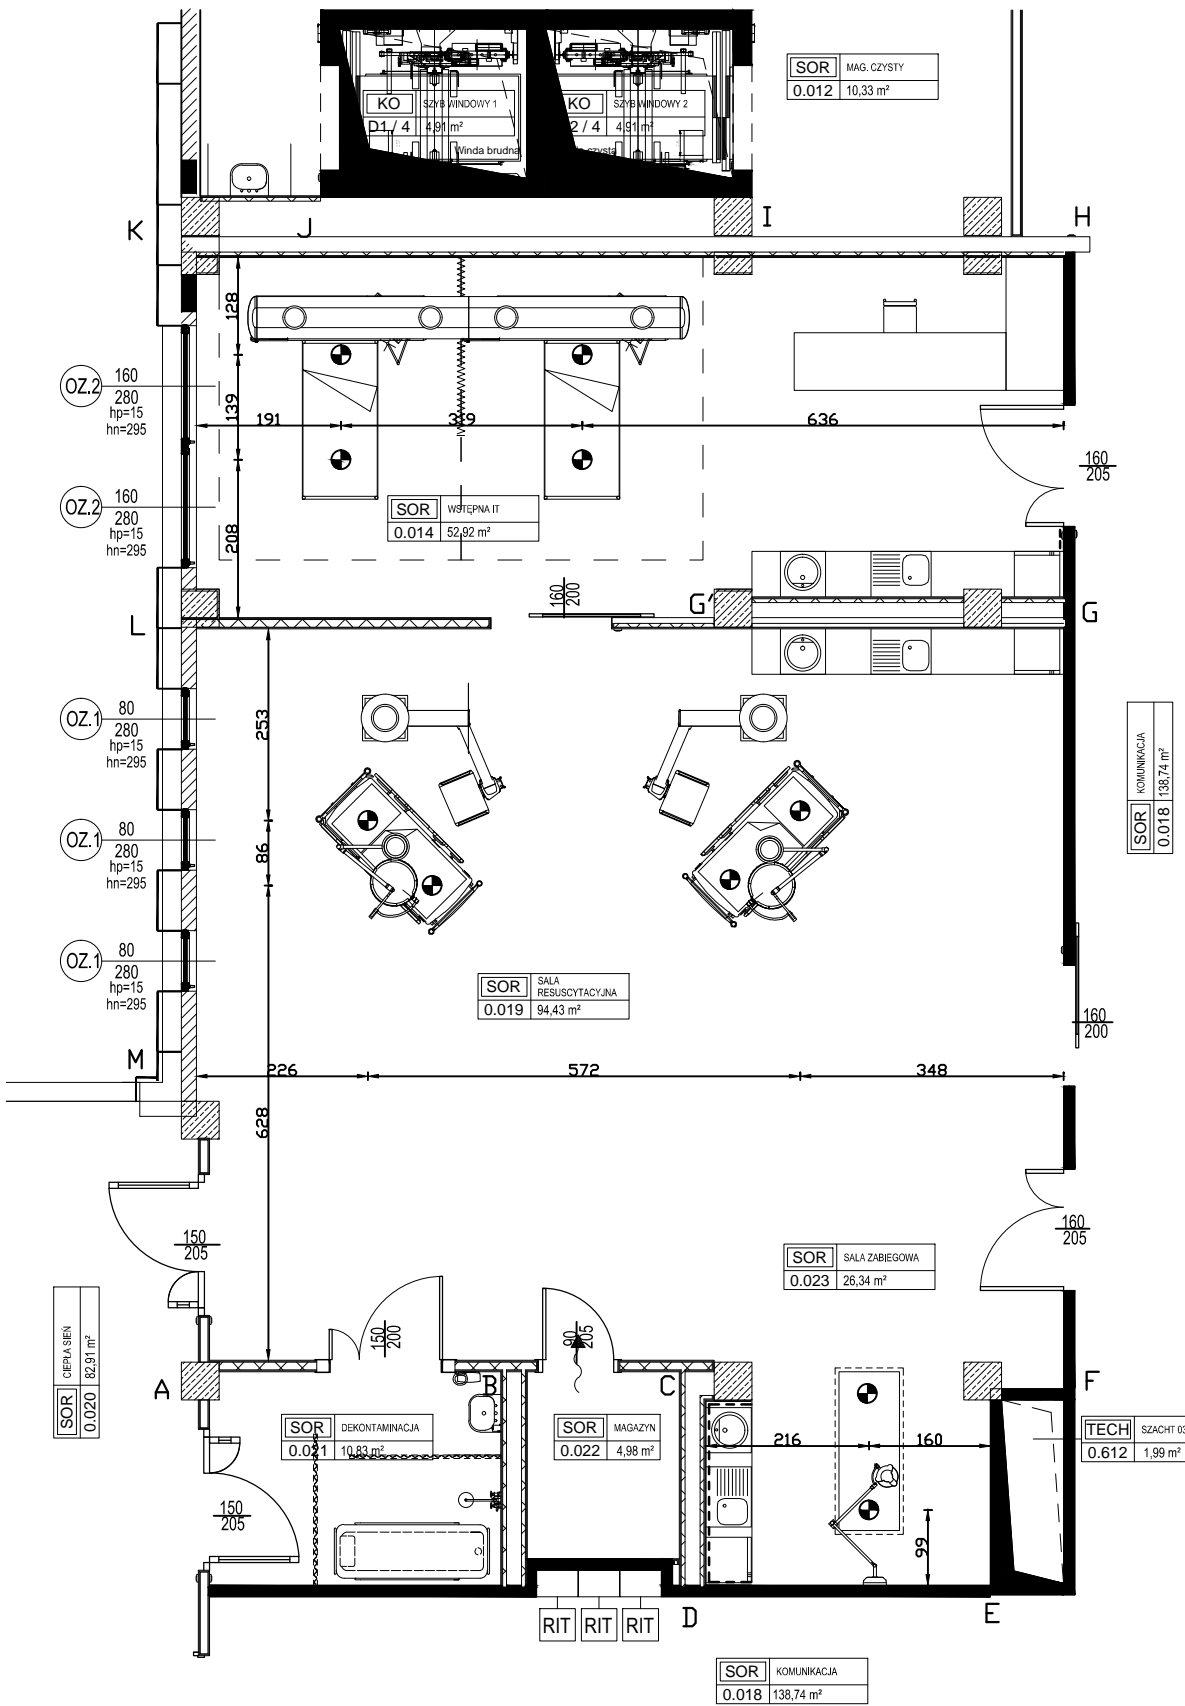 SOR MAG. CZYSTY
0.012 10,33 m²
KO SZYB WINDOWY 1
D1 / 4 4,91 m²
Winda brudna
KO SZYB WINDOWY 2
2 / 4 4,91 m²
czysta
K
J
I
H
128
139
208
191
319
636
OZ.2
160
280
hp=15
hn=295
OZ.2
160
280
hp=15
hn=295
160
205
SOR WSTĘPNA IT
0.014 52,92 m²
160
200
G'
G
L
253
86
628
OZ.1
80
280
hp=15
hn=295
OZ.1
80
280
hp=15
hn=295
OZ.1
80
280
hp=15
hn=295
SOR KOMUNIKACJA
0.018 138,74 m²
SOR SALA
RESUSCYTACYJNA
0.019 94,43 m²
160
200
M
226
572
348
150
205
160
205
SOR SALA ZABIEGOWA
0.023 26,34 m²
SOR CIEPŁA SIEŃ
0.020 82,91 m²
150
200
90
205
A
B
C
F
SOR DEKONTAMINACJA
0.021 10,83 m²
SOR MAGAZYN
0.022 4,98 m²
216
160
TECH SZACHT 03
0.612 1,99 m²
150
205
99
RIT
RIT
RIT
D
E
SOR KOMUNIKACJA
0.018 138,74 m²